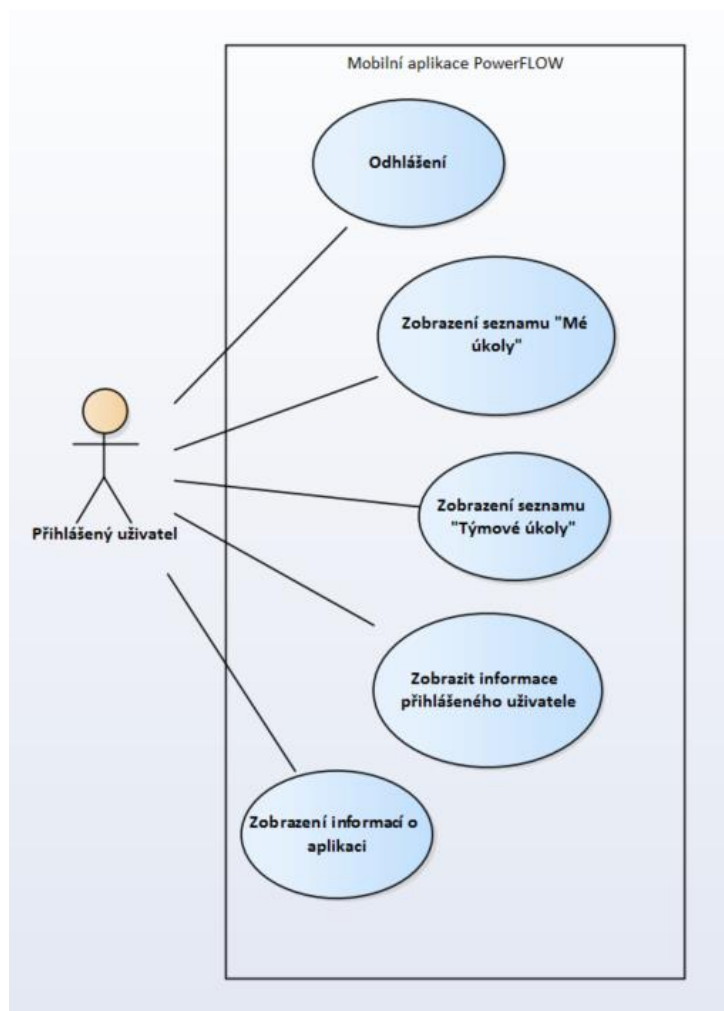 Mobilní aplikace PowerFLOW
Odhlášení
Zobrazení seznamu "Mé
úkoly"
Zobrazení seznamu
"Týmové úkoly"
Přihlášený uživatel
Zobrazit informace
přihlášeného uživatele
Zobrazení informací o
aplikaci